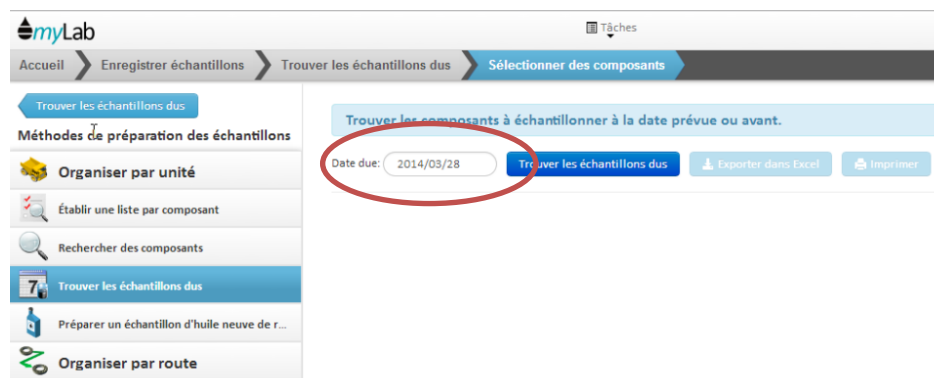 myLab
Tâches
Accueil Enregistrer échantillons Trouver les échantillons dus Sélectionner des composants
Trouver les échantillons dus
Méthodes de préparation des échantillons
Organiser par unité
Établir une liste par composant
Rechercher des composants
7 Trouver les échantillons dus
Préparer un échantillon d'huile neuve de r...
Organiser par route
Trouver les composants à échantillonner à la date prévue ou avant.
Date due: 2014/03/28 Trouver les échantillons dus Exporter dans Excel Imprimer